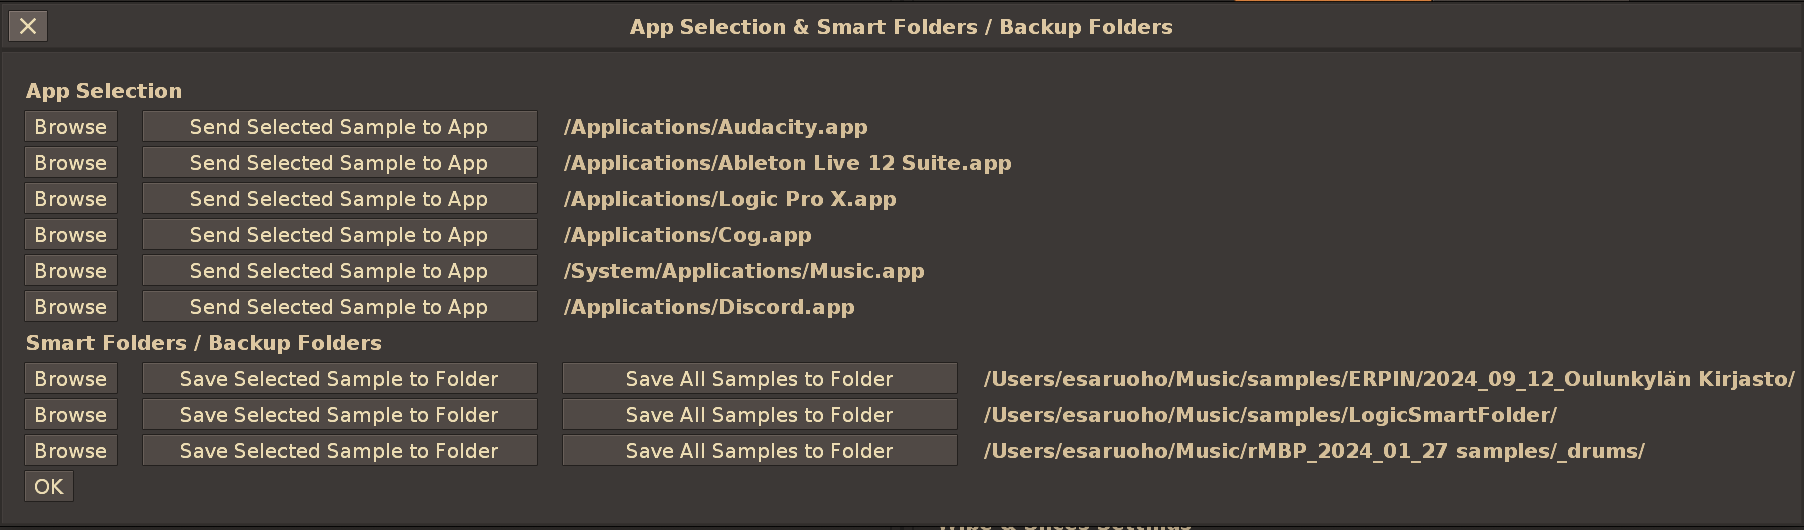 App Selection & Smart Folders / Backup Folders
App Selection
Browse Send Selected Sample to App /Applications/Audacity.app
Browse Send Selected Sample to App /Applications/Ableton Live 12 Suite.app
Browse Send Selected Sample to App /Applications/Logic Pro X.app
Browse Send Selected Sample to App /Applications/Cog.app
Browse Send Selected Sample to App /System/Applications/Music.app
Browse Send Selected Sample to App /Applications/Discord.app
Smart Folders / Backup Folders
Browse Save Selected Sample to Folder Save All Samples to Folder /Users/esaruoho/Music/samples/ERPIN/2024_09_12_Oulunkylän Kirjasto/
Browse Save Selected Sample to Folder Save All Samples to Folder /Users/esaruoho/Music/samples/LogicSmartFolder/
Browse Save Selected Sample to Folder Save All Samples to Folder /Users/esaruoho/Music/rMBP_2024_01_27 samples/_drums/
OK
Wipe & Slices Settings